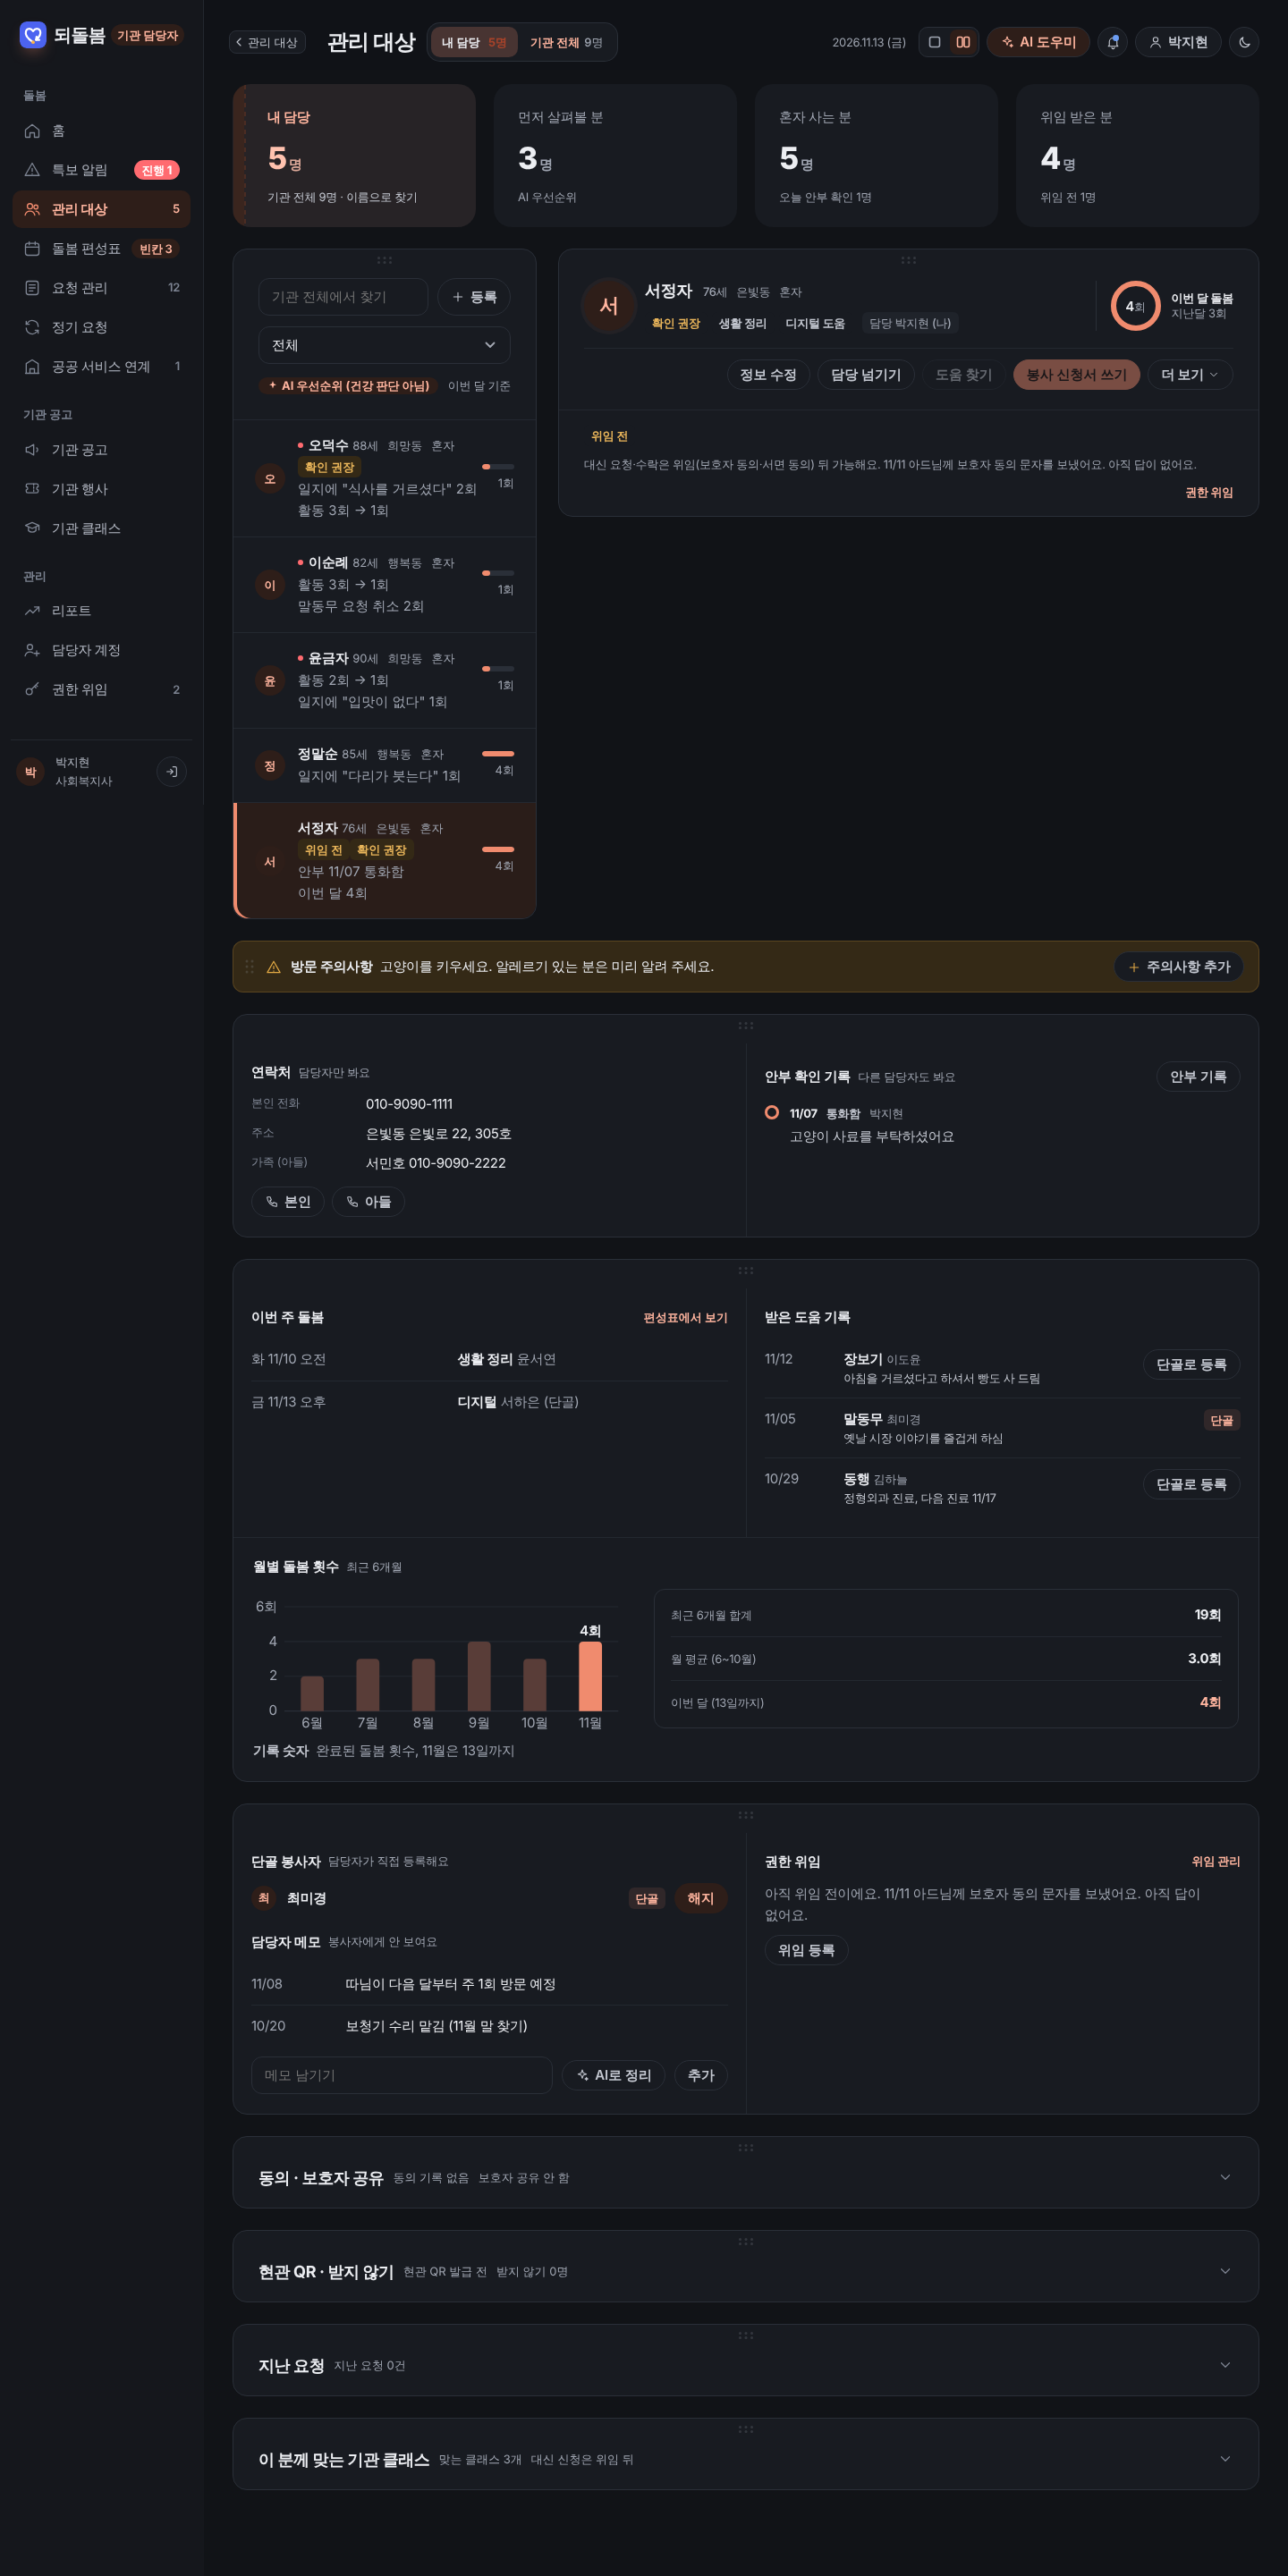 되돌봄 기관 담당자
돌봄
홈
특보 알림 진행 1
관리 대상 5
돌봄 편성표 빈칸 3
요청 관리 12
정기 요청
공공 서비스 연계 1
기관 공고
기관 공고
기관 행사
기관 클래스
관리
리포트
담당자 계정
권한 위임 2
박 박지현
사회복지사
관리 대상
관리 대상
내 담당 5명 기관 전체 9명
2026.11.13 (금)
AI 도우미
박지현
내 담당
5명
기관 전체 9명 · 이름으로 찾기
먼저 살펴볼 분
3명
AI 우선순위
혼자 사는 분
5명
오늘 안부 확인 1명
위임 받은 분
4명
위임 전 1명
기관 전체에서 찾기
+ 등록
전체
AI 우선순위 (건강 판단 아님) 이번 달 기준
오 오덕수 88세 희망동 혼자
확인 권장
일지에 "식사를 거르셨다" 2회
활동 3회 → 1회
1회
이 이순례 82세 행복동 혼자
활동 3회 → 1회
말동무 요청 취소 2회
1회
윤 윤금자 90세 희망동 혼자
활동 2회 → 1회
일지에 "입맛이 없다" 1회
1회
정 정말순 85세 행복동 혼자
일지에 "다리가 붓는다" 1회
4회
서 서정자 76세 은빛동 혼자
위임 전 확인 권장
안부 11/07 통화함
이번 달 4회
4회
서 서정자 76세 은빛동 혼자
확인 권장 생활 정리 디지털 도움 담당 박지현 (나)
4회 이번 달 돌봄
지난달 3회
정보 수정 담당 넘기기 도움 찾기 봉사 신청서 쓰기 더 보기
위임 전
대신 요청·수락은 위임(보호자 동의·서면 동의) 뒤 가능해요. 11/11 아드님께 보호자 동의 문자를 보냈어요. 아직 답이 없어요.
권한 위임
방문 주의사항 고양이를 키우세요. 알레르기 있는 분은 미리 알려 주세요.
+ 주의사항 추가
연락처 담당자만 봐요
본인 전화 010-9090-1111
주소 은빛동 은빛로 22, 305호
가족 (아들) 서민호 010-9090-2222
본인 아들
안부 확인 기록 다른 담당자도 봐요
안부 기록
11/07 통화함 박지현
고양이 사료를 부탁하셨어요
이번 주 돌봄 편성표에서 보기
화 11/10 오전 생활 정리 윤서연
금 11/13 오후 디지털 서하은 (단골)
받은 도움 기록
11/12 장보기 이도윤
아침을 거르셨다고 하셔서 빵도 사 드림
단골로 등록
11/05 말동무 최미경
옛날 시장 이야기를 즐겁게 하심
단골
10/29 동행 김하늘
정형외과 진료, 다음 진료 11/17
단골로 등록
월별 돌봄 횟수 최근 6개월
6회
4
2
0
4회
6월 7월 8월 9월 10월 11월
기록 숫자 완료된 돌봄 횟수, 11월은 13일까지
최근 6개월 합계 19회
월 평균 (6~10월) 3.0회
이번 달 (13일까지) 4회
단골 봉사자 담당자가 직접 등록해요
최 최미경 단골 해지
담당자 메모 봉사자에게 안 보여요
11/08 따님이 다음 달부터 주 1회 방문 예정
10/20 보청기 수리 맡김 (11월 말 찾기)
메모 남기기 AI로 정리 추가
권한 위임 위임 관리
아직 위임 전이에요. 11/11 아드님께 보호자 동의 문자를 보냈어요. 아직 답이
없어요.
위임 등록
동의 · 보호자 공유 동의 기록 없음 보호자 공유 안 함
현관 QR · 받지 않기 현관 QR 발급 전 받지 않기 0명
지난 요청 지난 요청 0건
이 분께 맞는 기관 클래스 맞는 클래스 3개 대신 신청은 위임 뒤